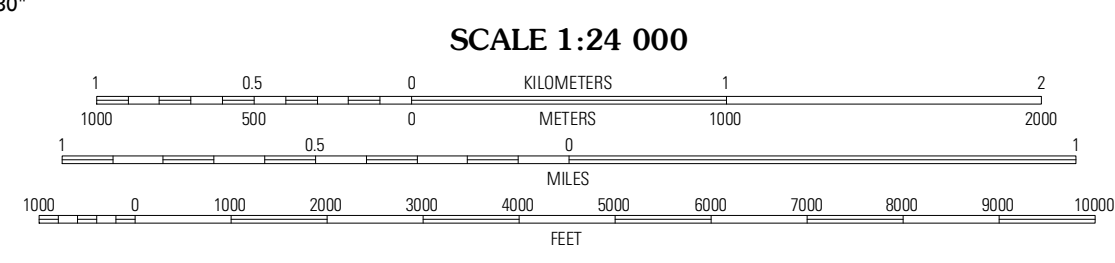 30"
SCALE 1:24 000
1 0.5 0 KILOMETERS 1 2
1000 500 0 METERS 1000 2000
1 0.5 0 1
MILES
1000 0 1000 2000 3000 4000 5000 6000 7000 8000 9000 10000
FEET